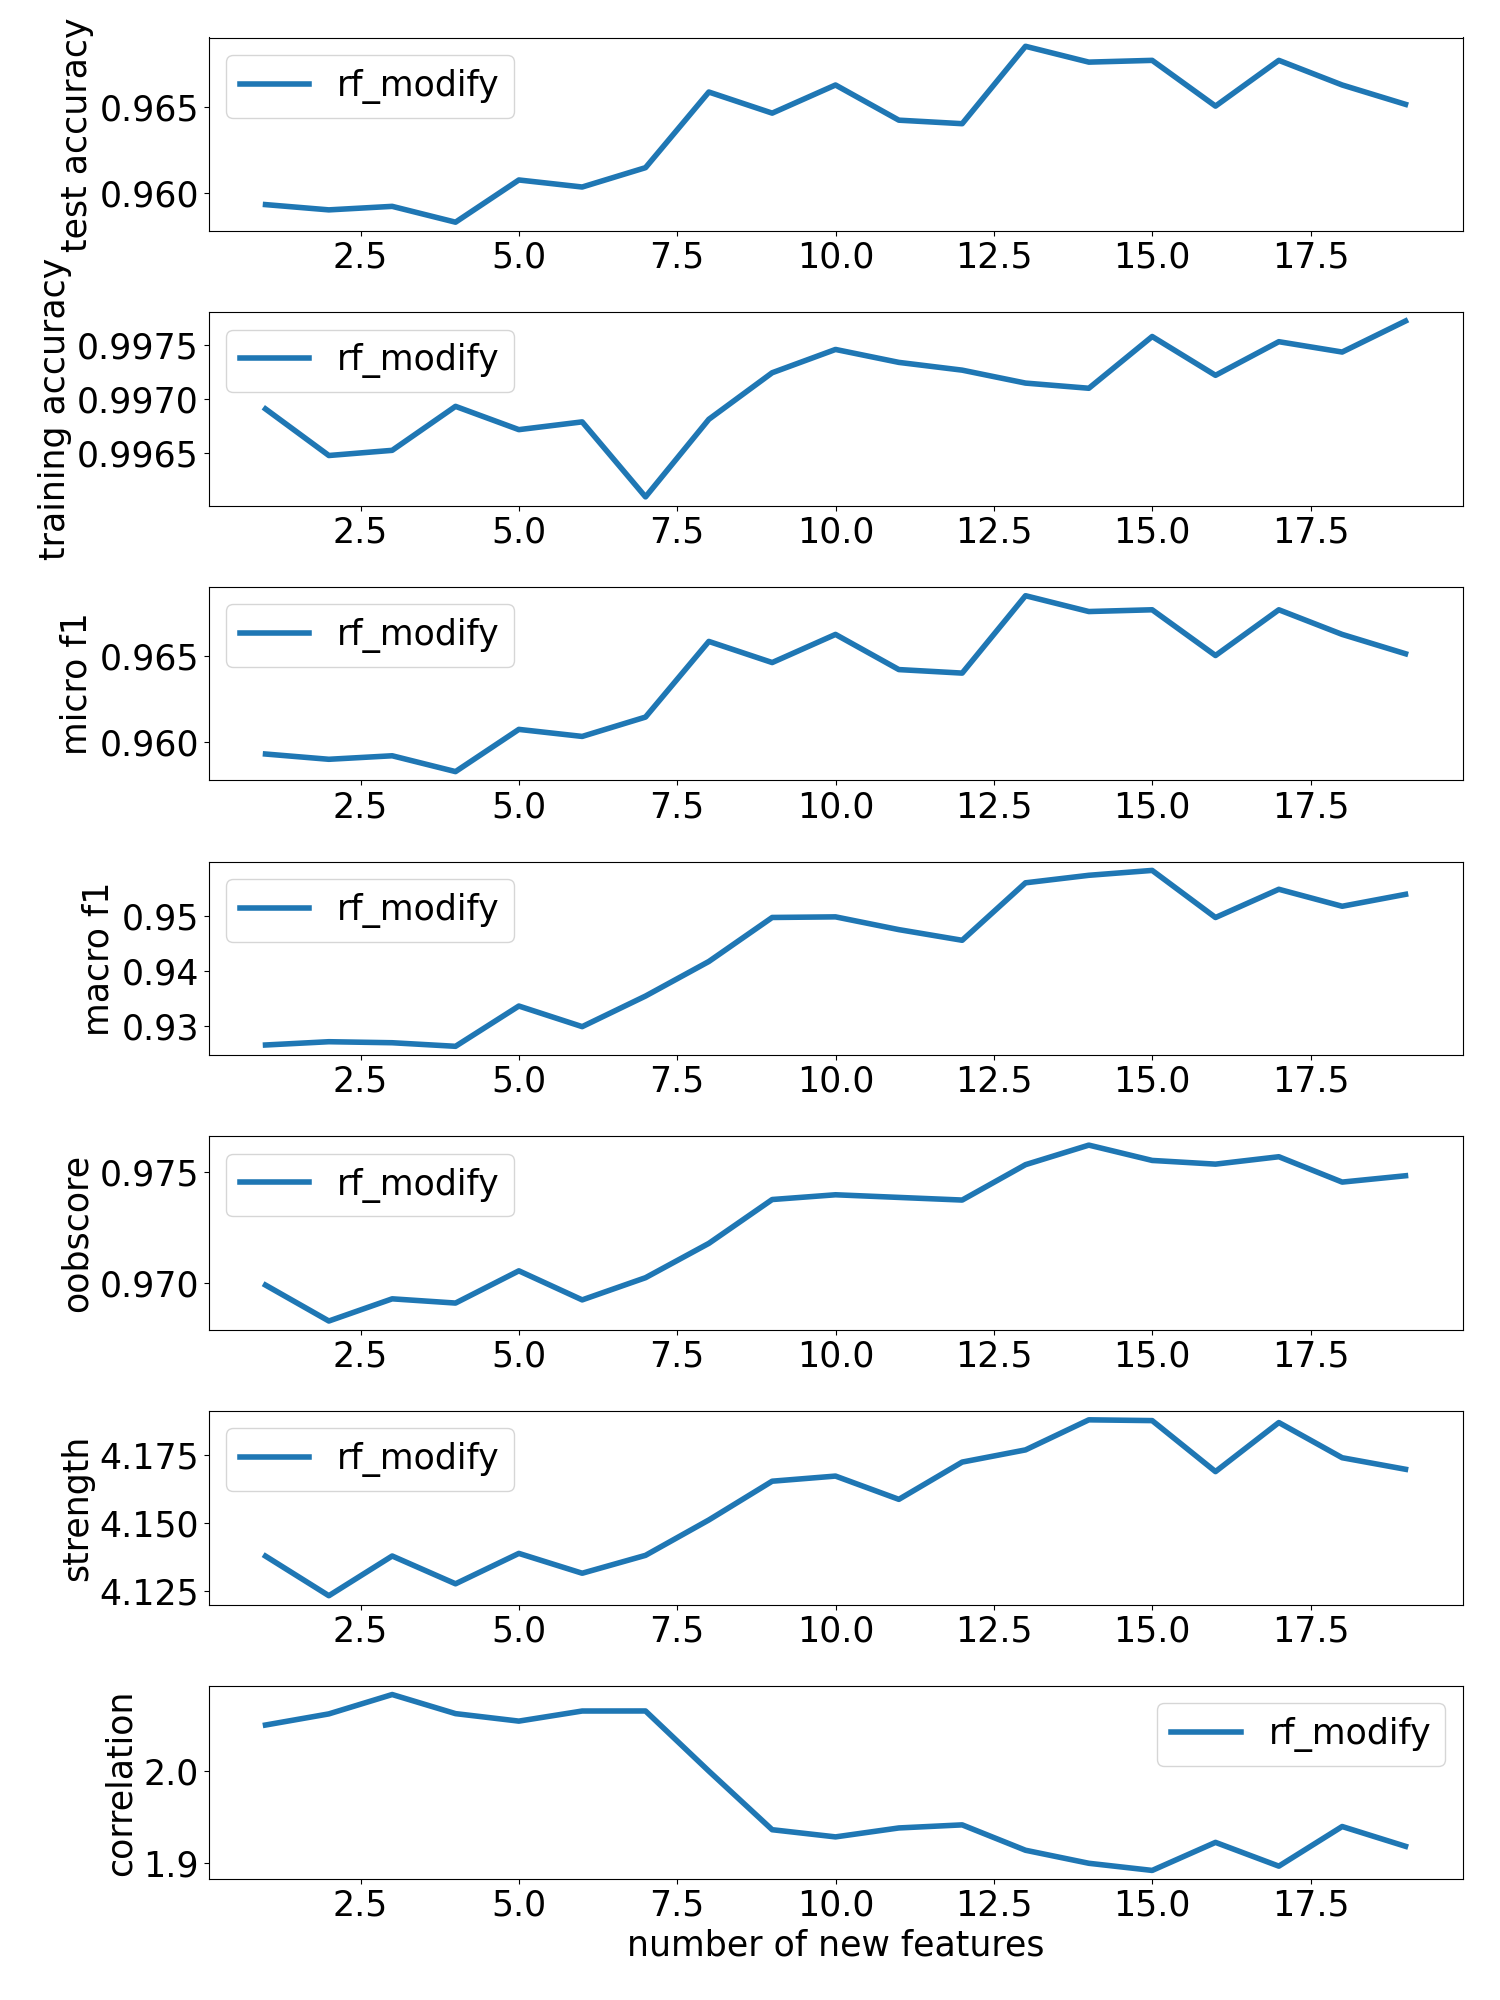 test accuracy
0.965
0.960
rf_modify
2.5 5.0 7.5 10.0 12.5 15.0 17.5
training accuracy
0.9975
0.9970
0.9965
rf_modify
2.5 5.0 7.5 10.0 12.5 15.0 17.5
micro f1
0.965
0.960
rf_modify
2.5 5.0 7.5 10.0 12.5 15.0 17.5
macro f1
0.95
0.94
0.93
rf_modify
2.5 5.0 7.5 10.0 12.5 15.0 17.5
oobscore
0.975
0.970
rf_modify
2.5 5.0 7.5 10.0 12.5 15.0 17.5
strength
4.175
4.150
4.125
rf_modify
2.5 5.0 7.5 10.0 12.5 15.0 17.5
correlation
2.0
1.9
rf_modify
2.5 5.0 7.5 10.0 12.5 15.0 17.5
number of new features